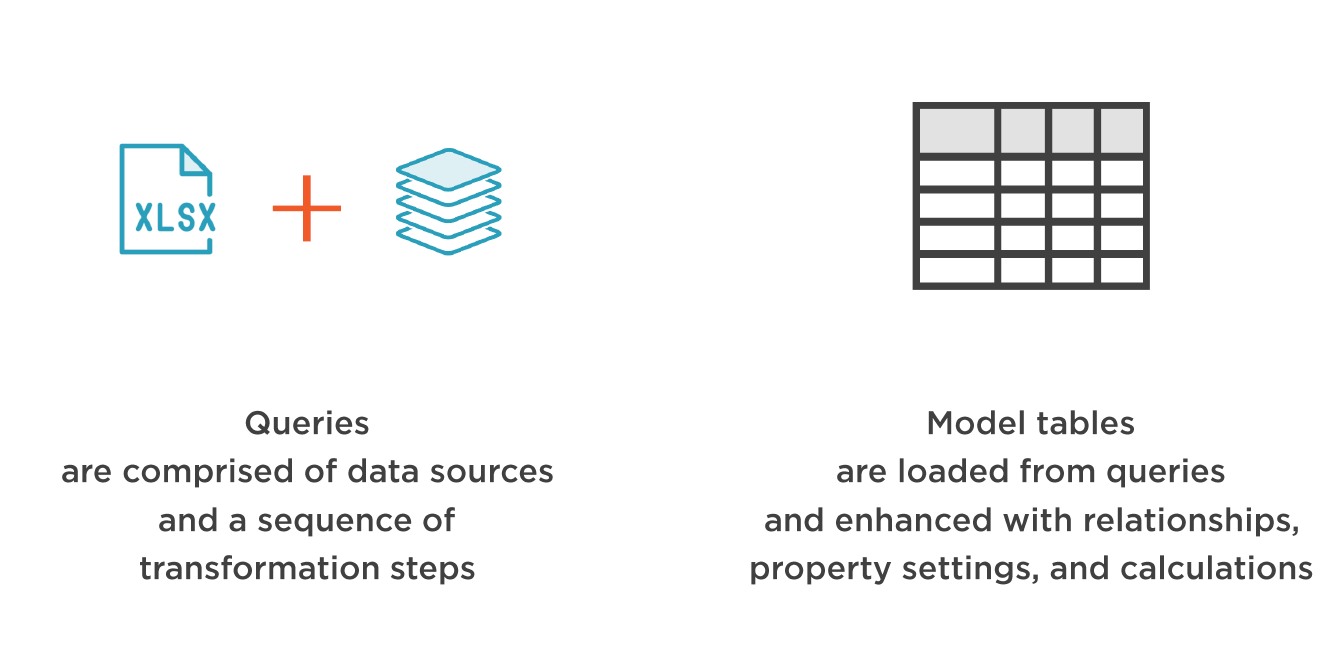 XLSX
Queries
are comprised of data sources
and a sequence of
transformation steps
Model tables
are loaded from queries
and enhanced with relationships,
property settings, and calculations